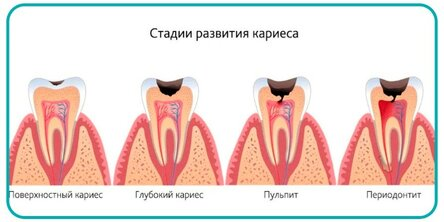 Стадии развития кариеса
Поверхностный кариес
Глубокий кариес
Пульпит
Периодонтит